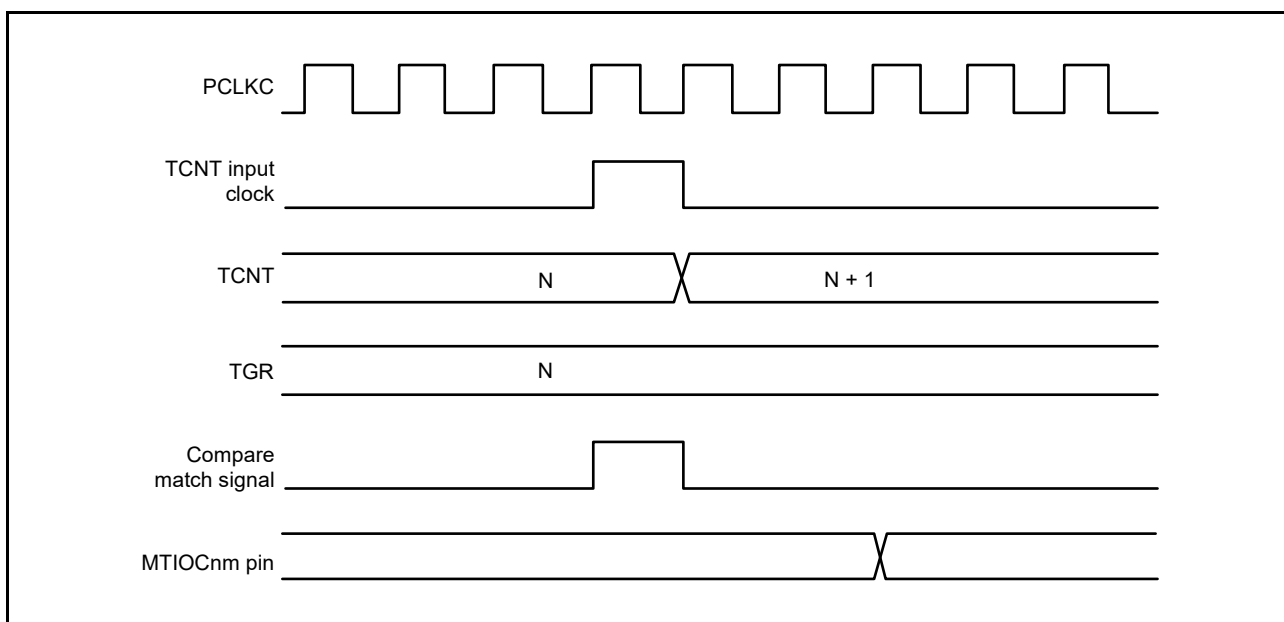 PCLKC
TCNT input
clock
TCNT
N
N + 1
TGR
N
Compare
match signal
MTIOCnm pin